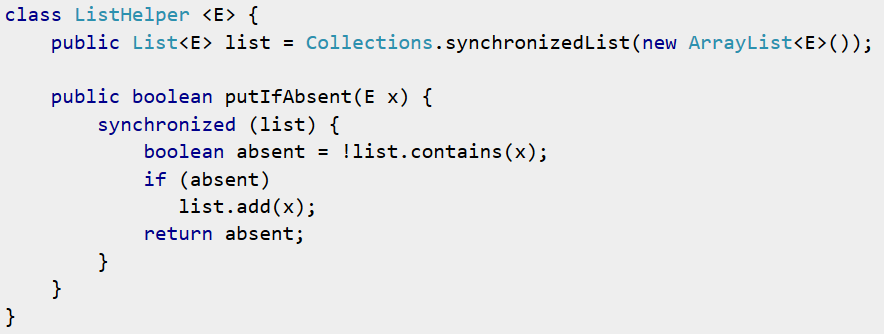 class ListHelper <E> {
    public List<E> list = Collections.synchronizedList(new ArrayList<E>());

    public boolean putIfAbsent(E x) {
        synchronized (list) {
            boolean absent = !list.contains(x);
            if (absent)
               list.add(x);
            return absent;
        }
    }
}